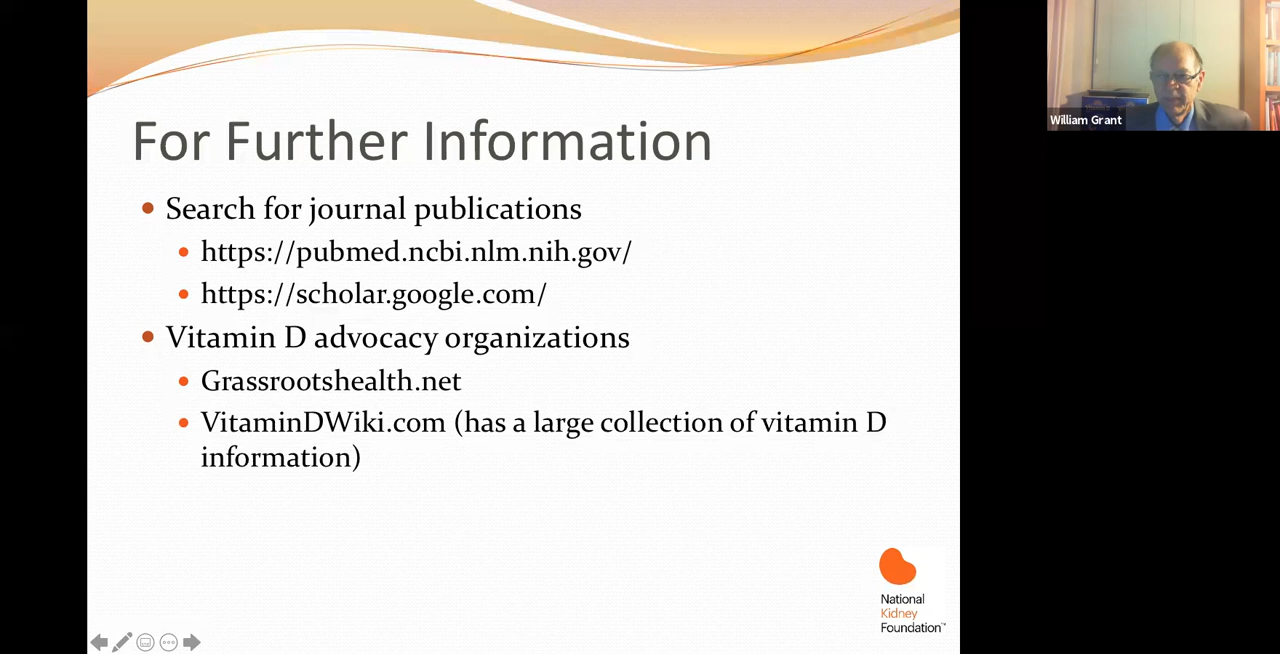 For Further Information
Search for journal publications
https://pubmed.ncbi.nlm.nih.gov/
https://scholar.google.com/
Vitamin D advocacy organizations
Grassrootshealth.net
VitaminDWiki.com (has a large collection of vitamin D
information)
National
Kidney
Foundation™
William Grant